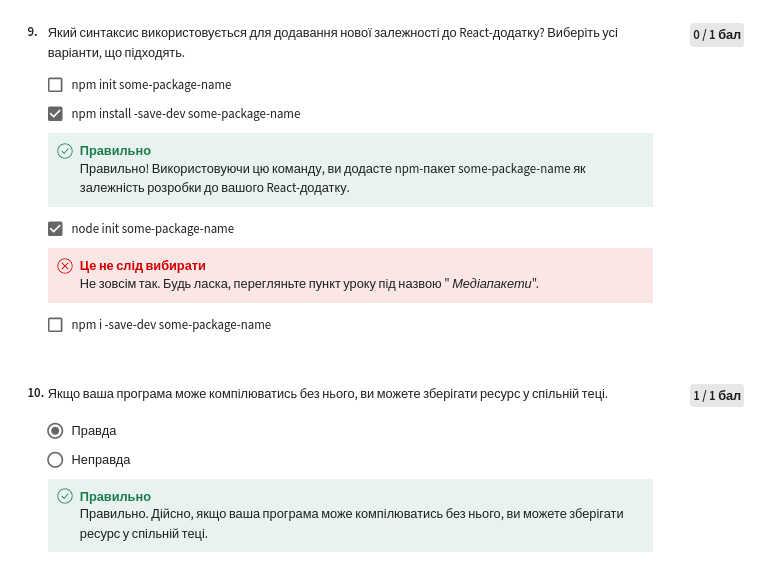 9. Який синтаксис використовується для додавання нової залежності до React-додатку? Виберіть усі
варіанти, що підходять.
0 / 1 бал
npm init some-package-name
npm install -save-dev some-package-name
Правильно
Правильно! Використовуючи цю команду, ви додасте npm-пакет some-package-name як
залежність розробки до вашого React-додатку.
node init some-package-name
Це не слід вибирати
Не зовсім так. Будь ласка, перегляньте пункт уроку під назвою " Медіапакети".
npm i -save-dev some-package-name
10. Якщо ваша програма може компілюватись без нього, ви можете зберігати ресурс у спільній теці.
1 / 1 бал
Правда
Неправда
Правильно
Правильно. Дійсно, якщо ваша програма може компілюватись без нього, ви можете зберігати
ресурс у спільній теці.